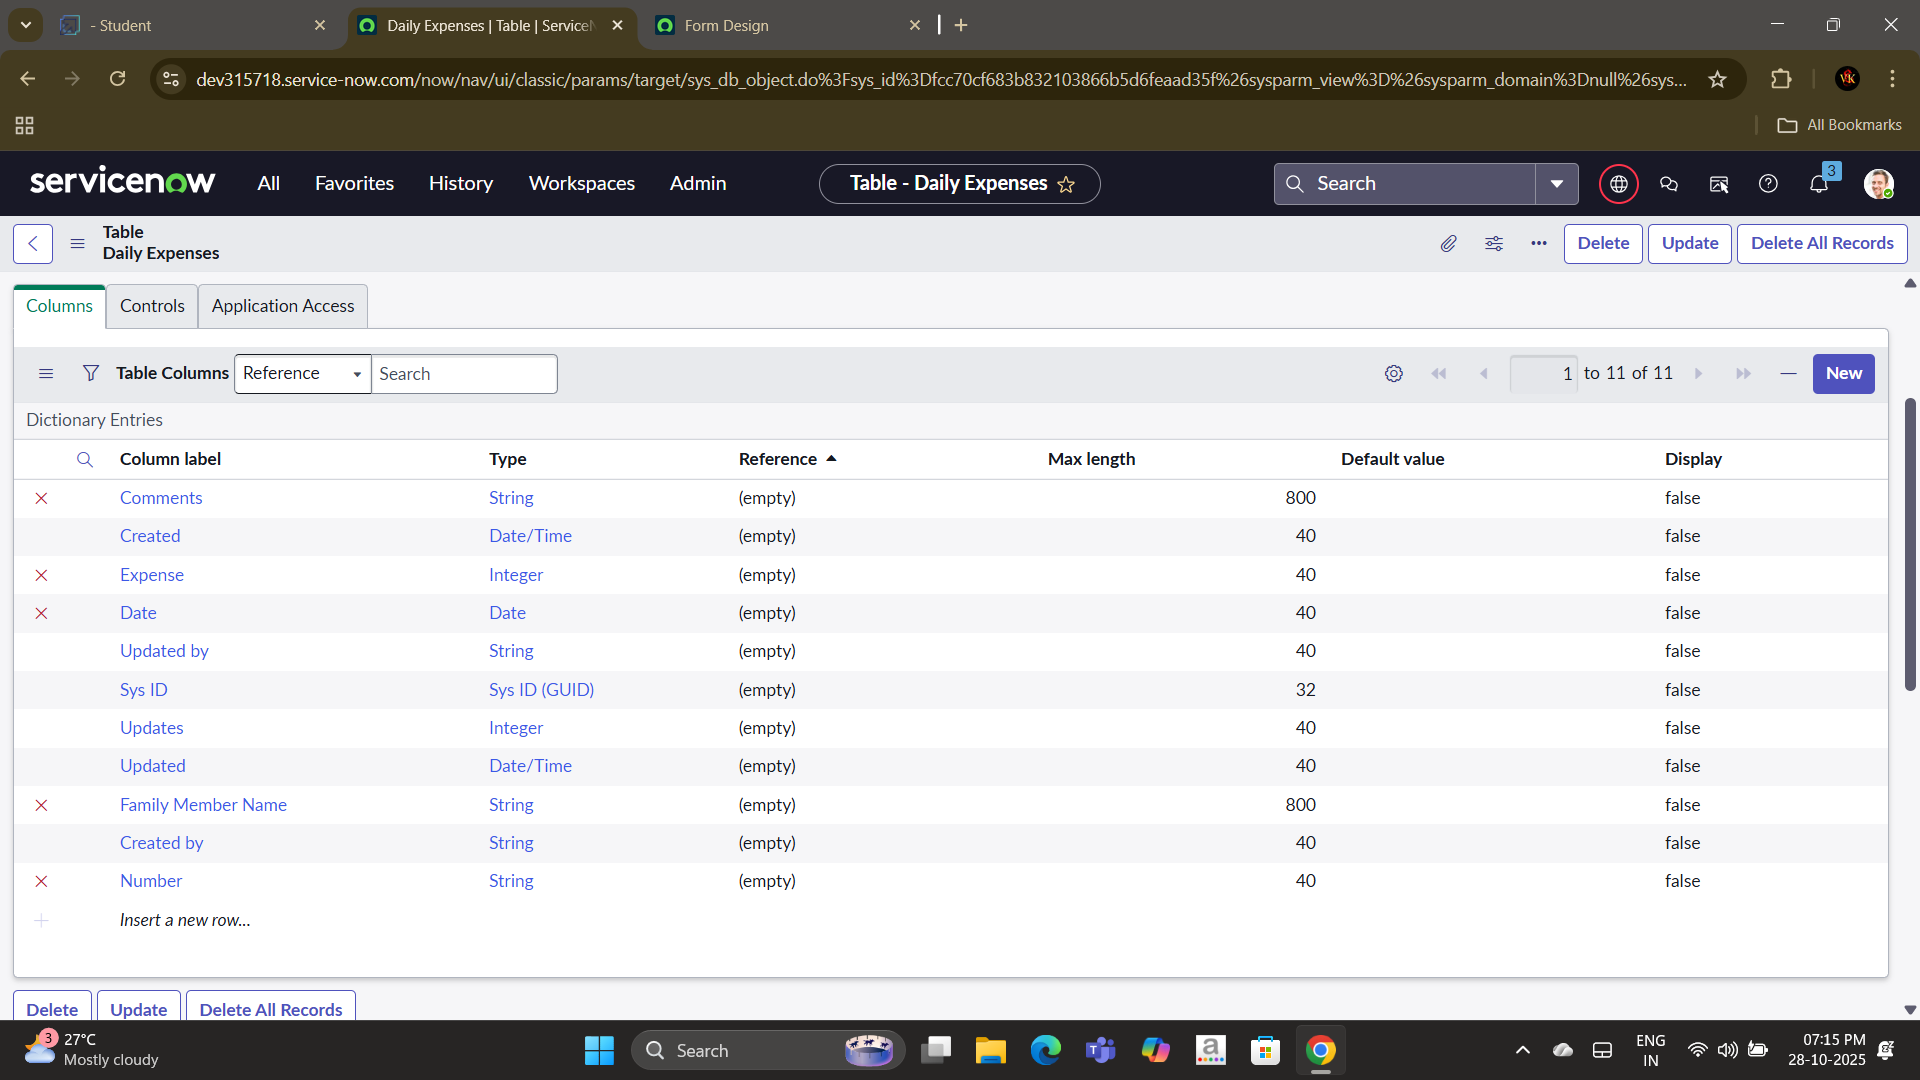 - Student
Daily Expenses | Table | Service
Form Design
dev315718.service-now.com/now/nav/ui/classic/params/target/sys_db_object.do%3Fsys_id%3Dfcc70cf683b832103866b5d6feaad35f%26sysparm_view%3D%26sysparm_domain%3Dnull%26sys...
VK
All Bookmarks
servicenow
All
Favorites
History
Workspaces
Admin
Table - Daily Expenses
Search
3
Table
Daily Expenses
Delete
Update
Delete All Records
Columns
Controls
Application Access
Table Columns
Reference
Search
1 to 11 of 11
New
Dictionary Entries
Column label Type Reference Max length Default value Display
Comments String (empty) 800 false
Created Date/Time (empty) 40 false
Expense Integer (empty) 40 false
Date Date (empty) 40 false
Updated by String (empty) 40 false
Sys ID Sys ID (GUID) (empty) 32 false
Updates Integer (empty) 40 false
Updated Date/Time (empty) 40 false
Family Member Name String (empty) 800 false
Created by String (empty) 40 false
Number String (empty) 40 false
Insert a new row...
Delete
Update
Delete All Records
3
27°C
Mostly cloudy
Search
ENG
IN
07:15 PM
28-10-2025